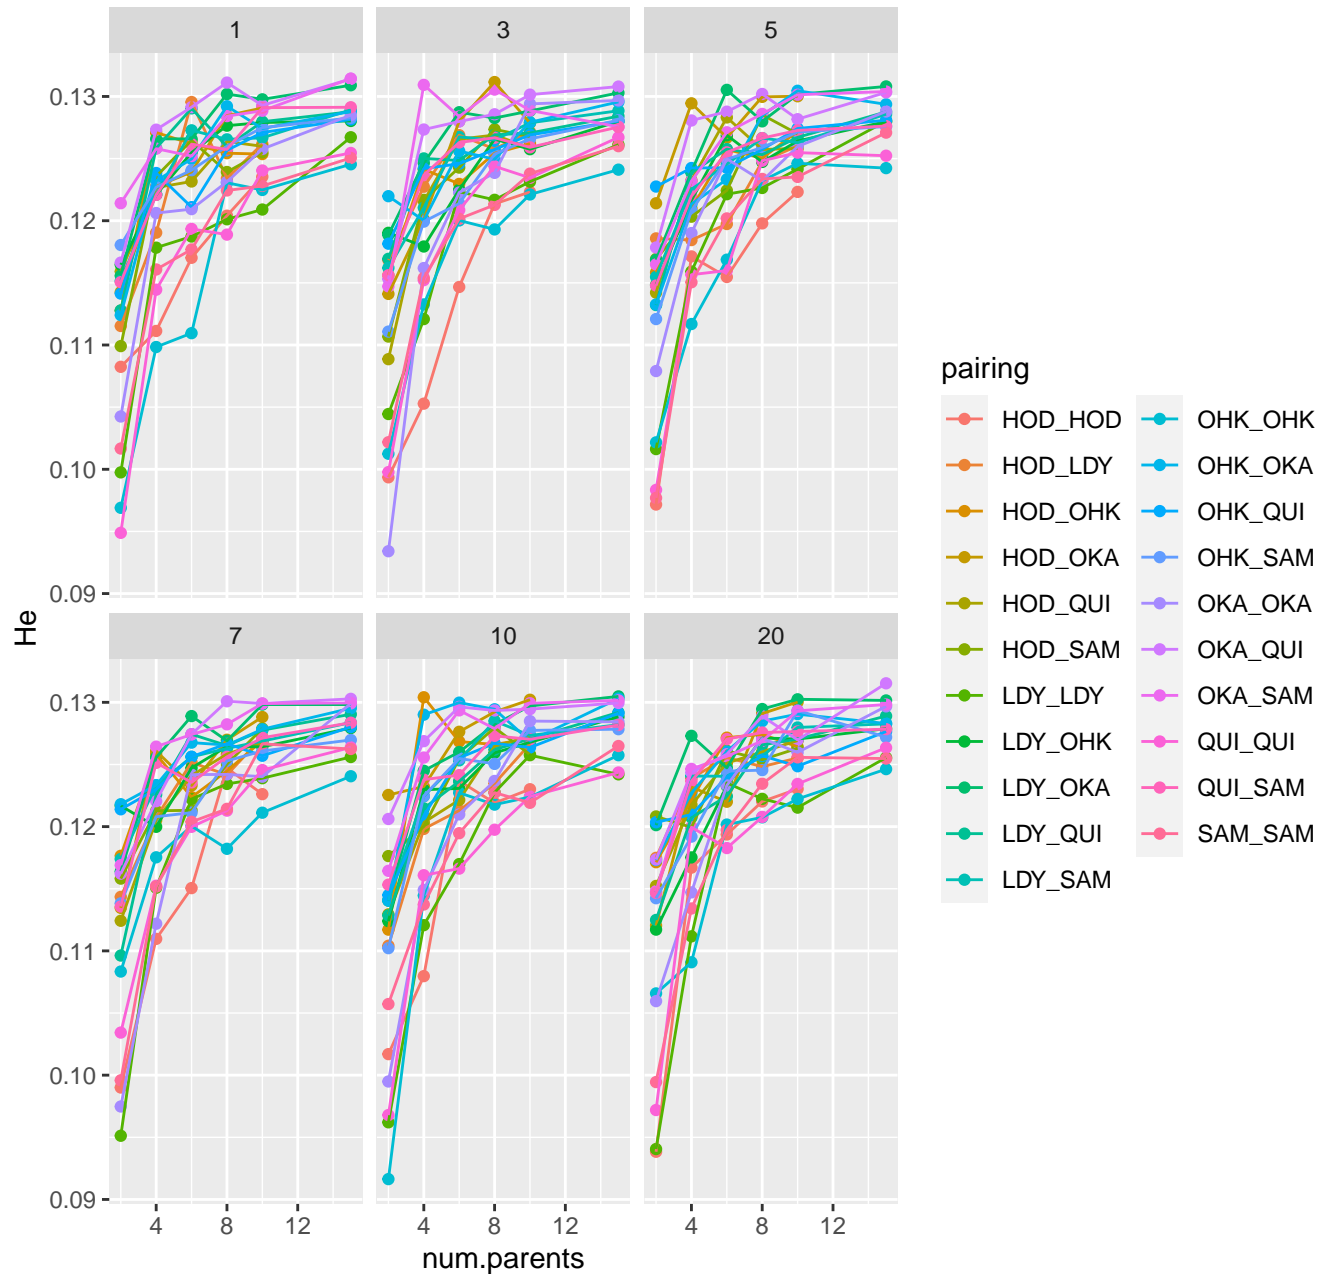 1 3 5
0.13
0.12
0.11
0.10
0.09
He
7 10 20
0.13
0.12
0.11
0.10
0.09
4 8 12 4 8 12 4 8 12
num.parents
pairing
HOD_HOD OHK_OHK
HOD_LDY OHK_OKA
HOD_OHK OHK_QUI
HOD_OKA OHK_SAM
HOD_QUI OKA_OKA
HOD_SAM OKA_QUI
LDY_LDY OKA_SAM
LDY_OHK QUI_QUI
LDY_OKA QUI_SAM
LDY_QUI SAM_SAM
LDY_SAM